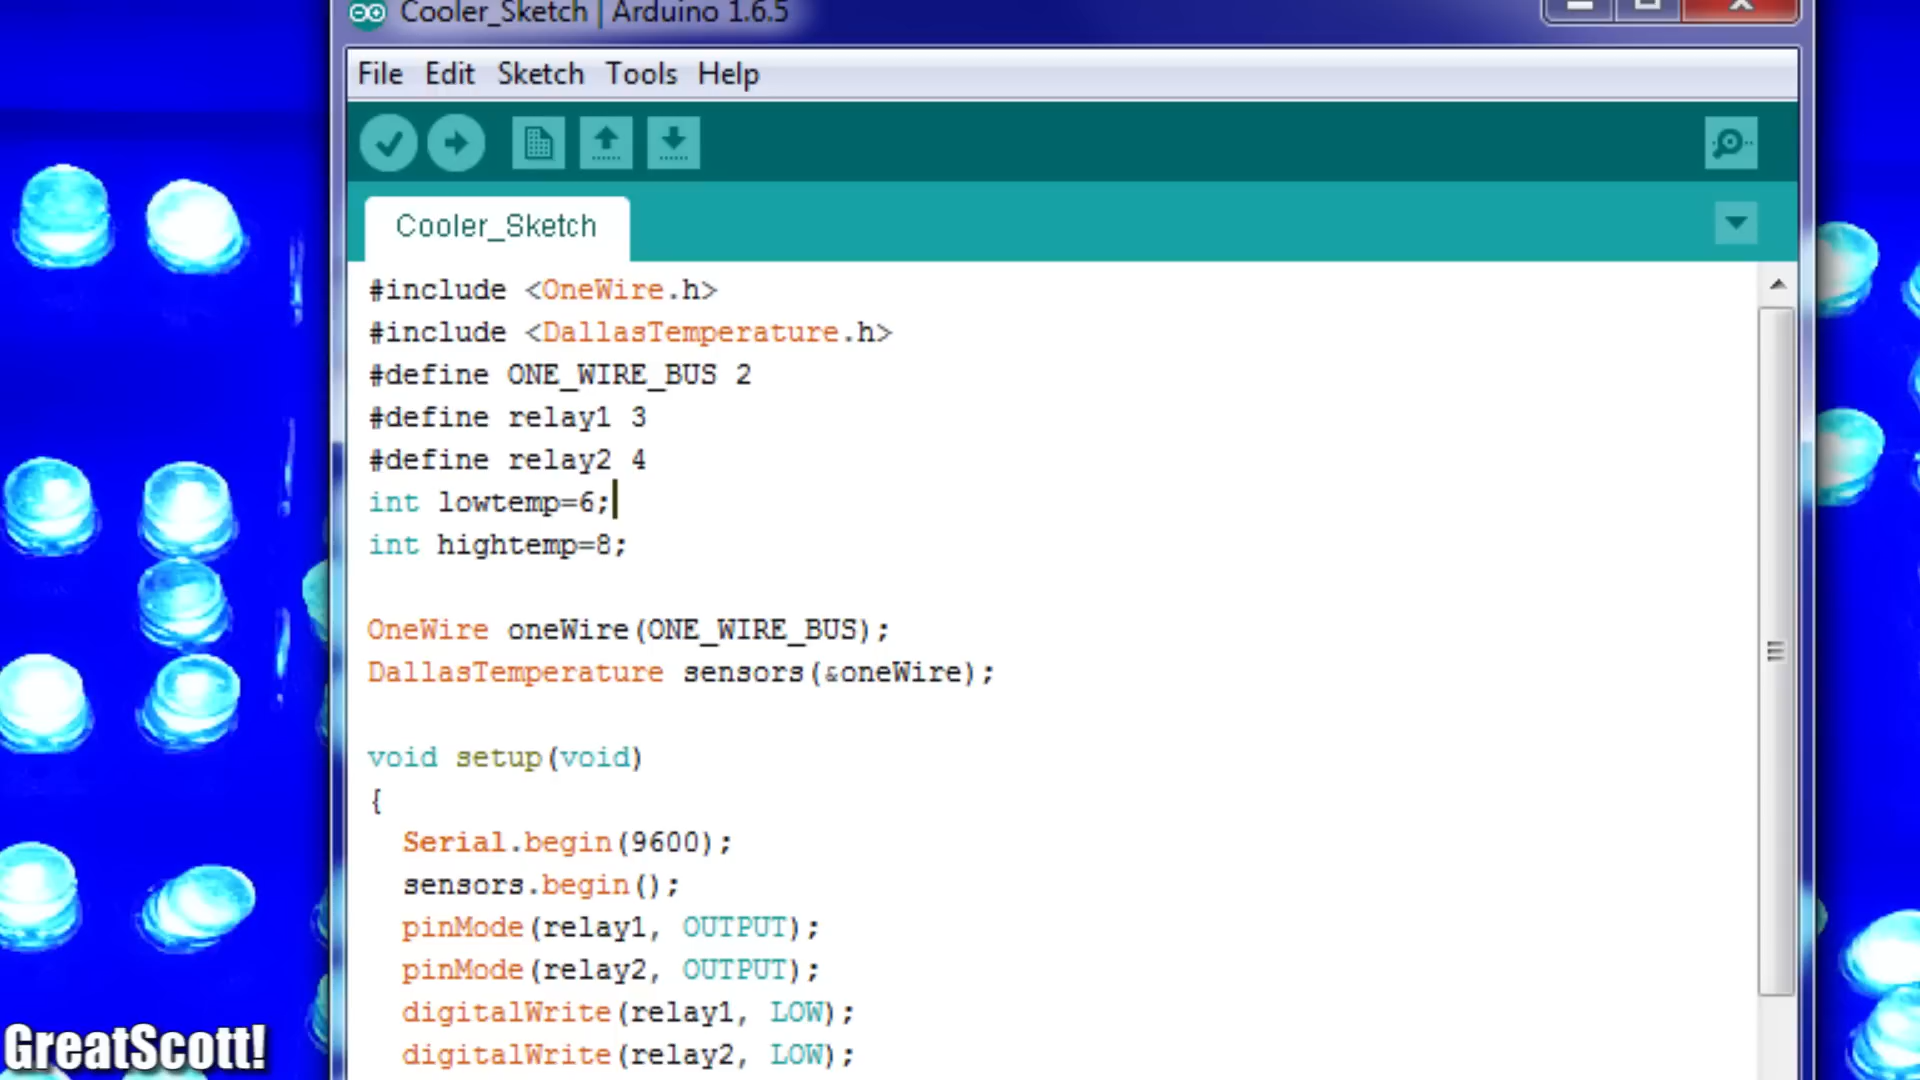 Cooler_Sketch | Arduino 1.6.5
File Edit Sketch Tools Help
Cooler_Sketch
#include <OneWire.h>
#include <DallasTemperature.h>
#define ONE_WIRE_BUS 2
#define relay1 3
#define relay2 4
int lowtemp=6;
int hightemp=8;
OneWire oneWire(ONE_WIRE_BUS);
DallasTemperature sensors(&oneWire);
void setup(void)
{
Serial.begin(9600);
sensors.begin();
pinMode(relay1, OUTPUT);
pinMode(relay2, OUTPUT);
digitalWrite(relay1, LOW);
digitalWrite(relay2, LOW);
GreatScott!